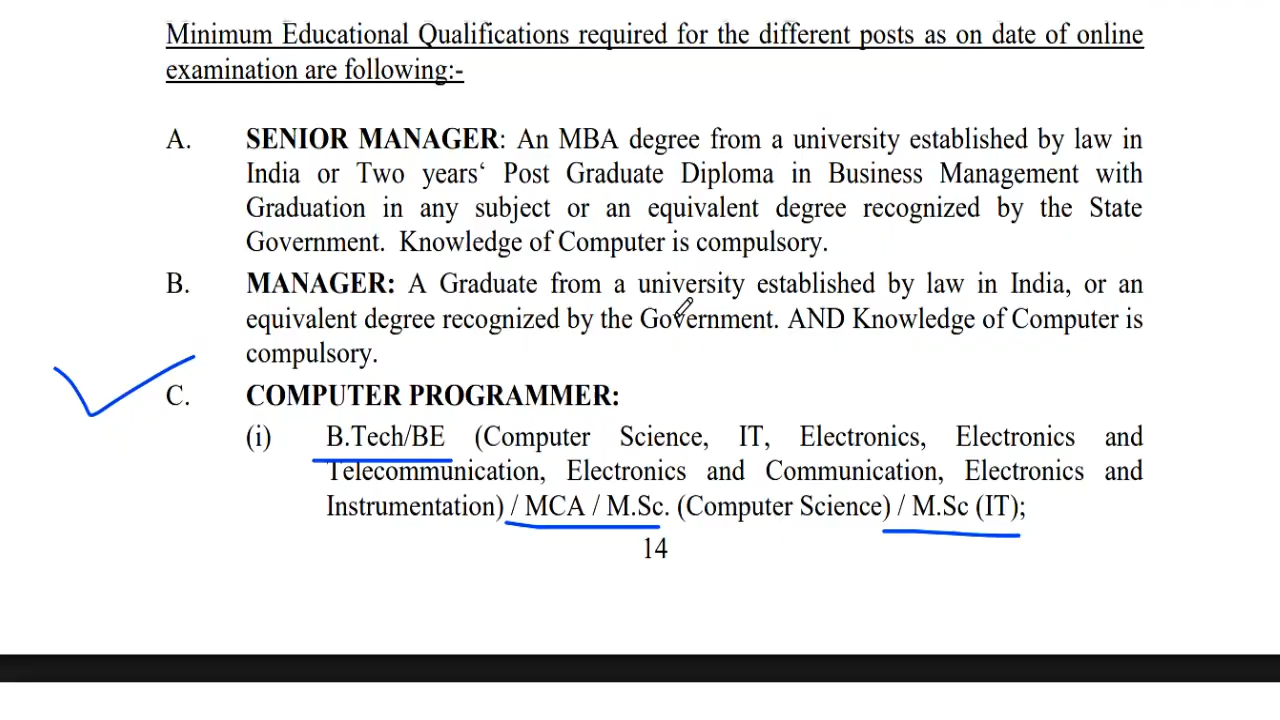 Minimum Educational Qualifications required for the different posts as on date of online
examination are following:-
A. SENIOR MANAGER: An MBA degree from a university established by law in
India or Two years‘ Post Graduate Diploma in Business Management with
Graduation in any subject or an equivalent degree recognized by the State
Government. Knowledge of Computer is compulsory.
B. MANAGER: A Graduate from a university established by law in India, or an
equivalent degree recognized by the Government. AND Knowledge of Computer is
compulsory.
C. COMPUTER PROGRAMMER:
(i) B.Tech/BE (Computer Science, IT, Electronics, Electronics and
Telecommunication, Electronics and Communication, Electronics and
Instrumentation) / MCA / M.Sc. (Computer Science) / M.Sc (IT);
14